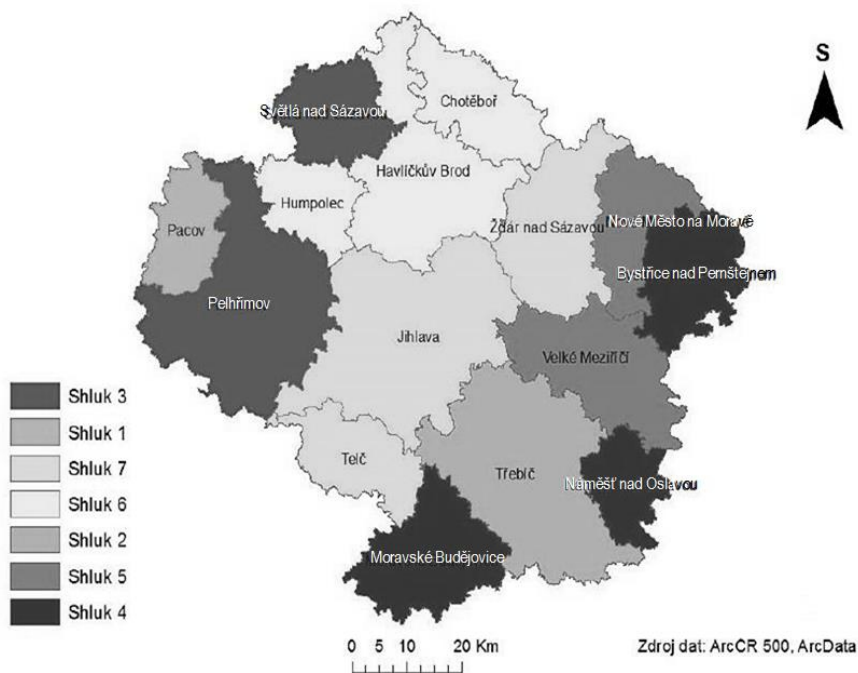 S
Světlá nad Sázavou
Chotěboř
Havlíčkův Brod
Humpolec
Pacov
Žďár nad Sázavou
Nové Město na Moravě
Bystřice nad Pernštejnem
Pelhřimov
Jihlava
Velké Meziříčí
Telč
Třebíč
Náměšť nad Oslavou
Moravské Budějovice
Shluk 3
Shluk 1
Shluk 7
Shluk 6
Shluk 2
Shluk 5
Shluk 4
0 5 10 20 Km
Zdroj dat: ArcCR 500, ArcData